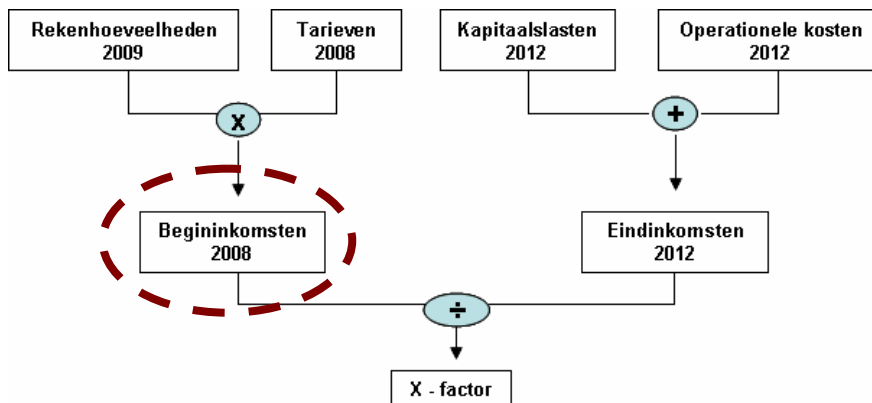 Rekenhoeveelheden
2009
Tarieven
2008
Kapitaalslasten
2012
Operationele kosten
2012
x
+
Begininkomsten
2008
Eindinkomsten
2012
÷
X - factor